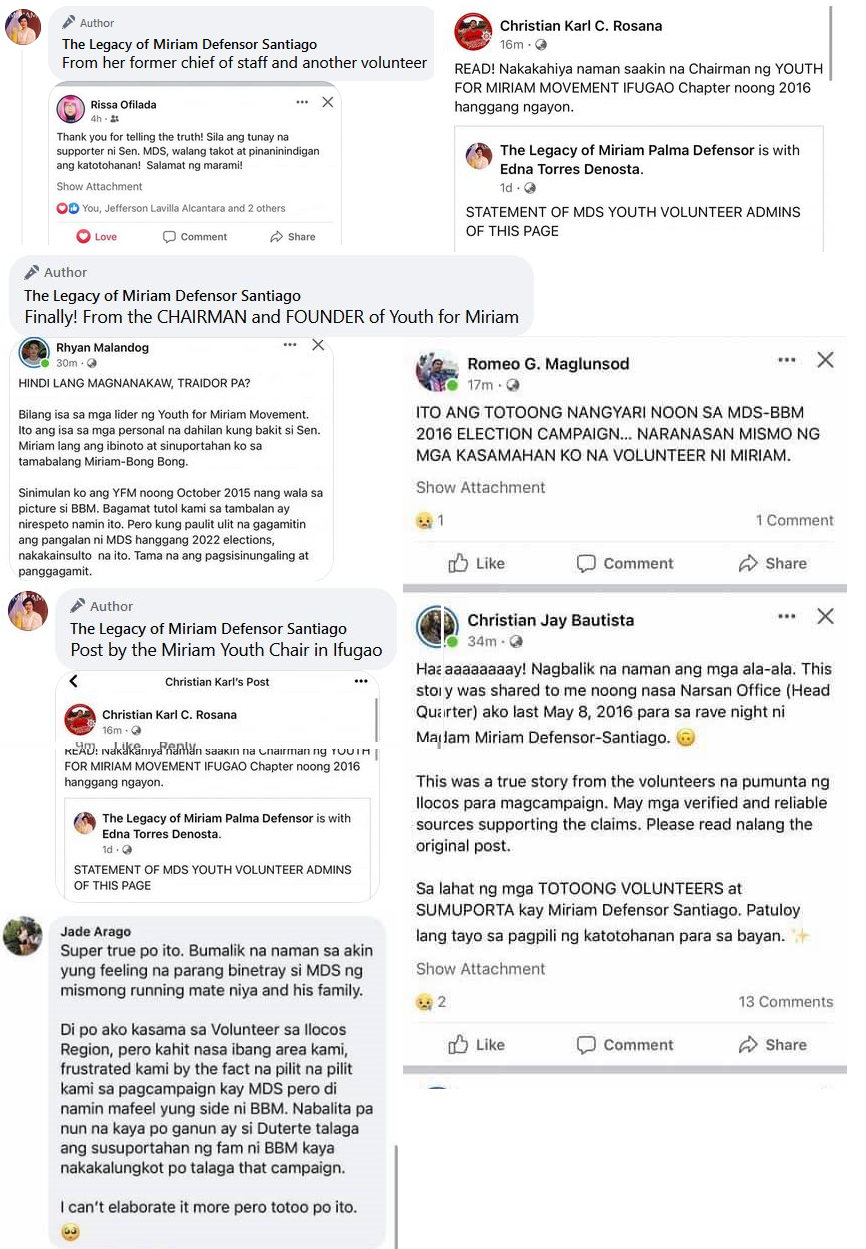 Author
The Legacy of Miriam Defensor Santiago
From her former chief of staff and another volunteer
Rissa Ofilada
4h ·
Thank you for telling the truth! Sila ang tunay na
supporter ni Sen. MDS, walang takot at pinaninindigan
ang katotohanan! Salamat ng marami!
Show Attachment
You, Jefferson Lavilla Alcantara and 2 others
Love
Comment
Share
Christian Karl C. Rosana
16m ·
READ! Nakakahiya naman saakin na Chairman ng YOUTH
FOR MIRIAM MOVEMENT IFUGAO Chapter noong 2016
hanggang ngayon.
The Legacy of Miriam Palma Defensor is with
Edna Torres Denosta.
1d ·
STATEMENT OF MDS YOUTH VOLUNTEER ADMINS
OF THIS PAGE
Author
The Legacy of Miriam Defensor Santiago
Finally! From the CHAIRMAN and FOUNDER of Youth for Miriam
Rhyan Malandog
30m ·
HINDI LANG MAGNANAKAW, TRAIDOR PA?
Bilang isa sa mga lider ng Youth for Miriam Movement.
Ito ang isa sa mga personal na dahilan kung bakit si Sen.
Miriam lang ang ibinoto at sinuportahan ko sa
tamabalang Miriam-Bong Bong.
Sinimulan ko ang YFM noong October 2015 nang wala sa
picture si BBM. Bagamat tutol kami sa tambalan ay
nirespeto namin ito. Pero kung paulit ulit na gagamitin
ang pangalan ni MDS hanggang 2022 elections,
nakakainsulto na ito. Tama na ang pagsisinungaling at
panggagamit.
Romeo G. Maglunsod
17m ·
ITO ANG TOTOONG NANGYARI NOON SA MDS-BBM
2016 ELECTION CAMPAIGN... NARANASAN MISMO NG
MGA KASAMAHAN KO NA VOLUNTEER NI MIRIAM.
Show Attachment
1
1 Comment
Like
Comment
Share
Author
The Legacy of Miriam Defensor Santiago
Post by the Miriam Youth Chair in Ifugao
Christian Karl's Post
Christian Karl C. Rosana
16m ·
9m Like Reply
READ! Nakakahiya naman saakin na Chairman ng YOUTH
FOR MIRIAM MOVEMENT IFUGAO Chapter noong 2016
hanggang ngayon.
The Legacy of Miriam Palma Defensor is with
Edna Torres Denosta.
1d ·
STATEMENT OF MDS YOUTH VOLUNTEER ADMINS
OF THIS PAGE
Christian Jay Bautista
34m ·
Haaaaaaaaay! Nagbalik na naman ang mga ala-ala. This
story was shared to me noong nasa Narsan Office (Head
Quarter) ako last May 8, 2016 para sa rave night ni
Madam Miriam Defensor-Santiago. 🙃
This was a true story from the volunteers na pumunta ng
Ilocos para magcampaign. May mga verified and reliable
sources supporting the claims. Please read nalang the
original post.
Sa lahat ng mga TOTOONG VOLUNTEERS at
SUMUPORTA kay Miriam Defensor Santiago. Patuloy
lang tayo sa pagpili ng katotohanan para sa bayan. ✨
Show Attachment
2
13 Comments
Like
Comment
Share
Jade Arago
Super true po ito. Bumalik na naman sa akin
yung feeling na parang binetray si MDS ng
mismong running mate niya and his family.
Di po ako kasama sa Volunteer sa Ilocos
Region, pero kahit nasa ibang area kami,
frustrated kami by the fact na pilit na pilit
kami sa pagcampaign kay MDS pero di
namin mafeel yung side ni BBM. Nabalita pa
nun na kaya po ganun ay si Duterte talaga
ang susuportahan ng fam ni BBM kaya
nakakalungkot po talaga that campaign.
I can't elaborate it more pero totoo po ito.
🥺